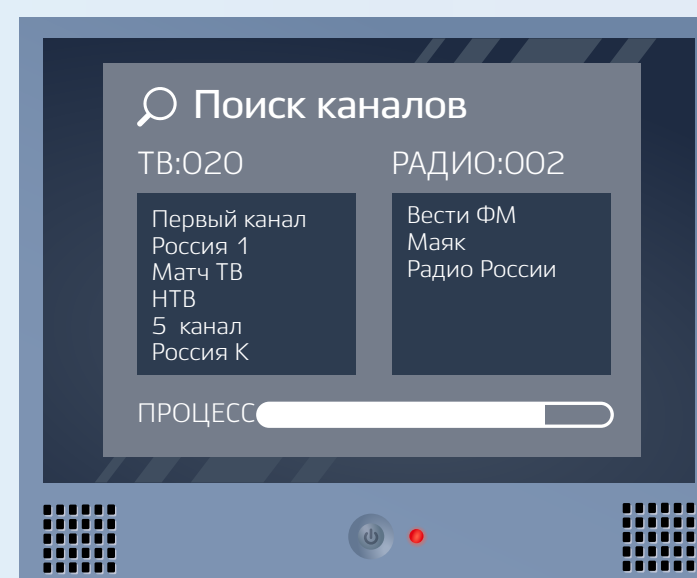 Поиск каналов
ТВ:020
Первый канал
Россия 1
Матч ТВ
НТВ
5 канал
Россия К
РАДИО:002
Вести ФМ
Маяк
Радио России
ПРОЦЕСС